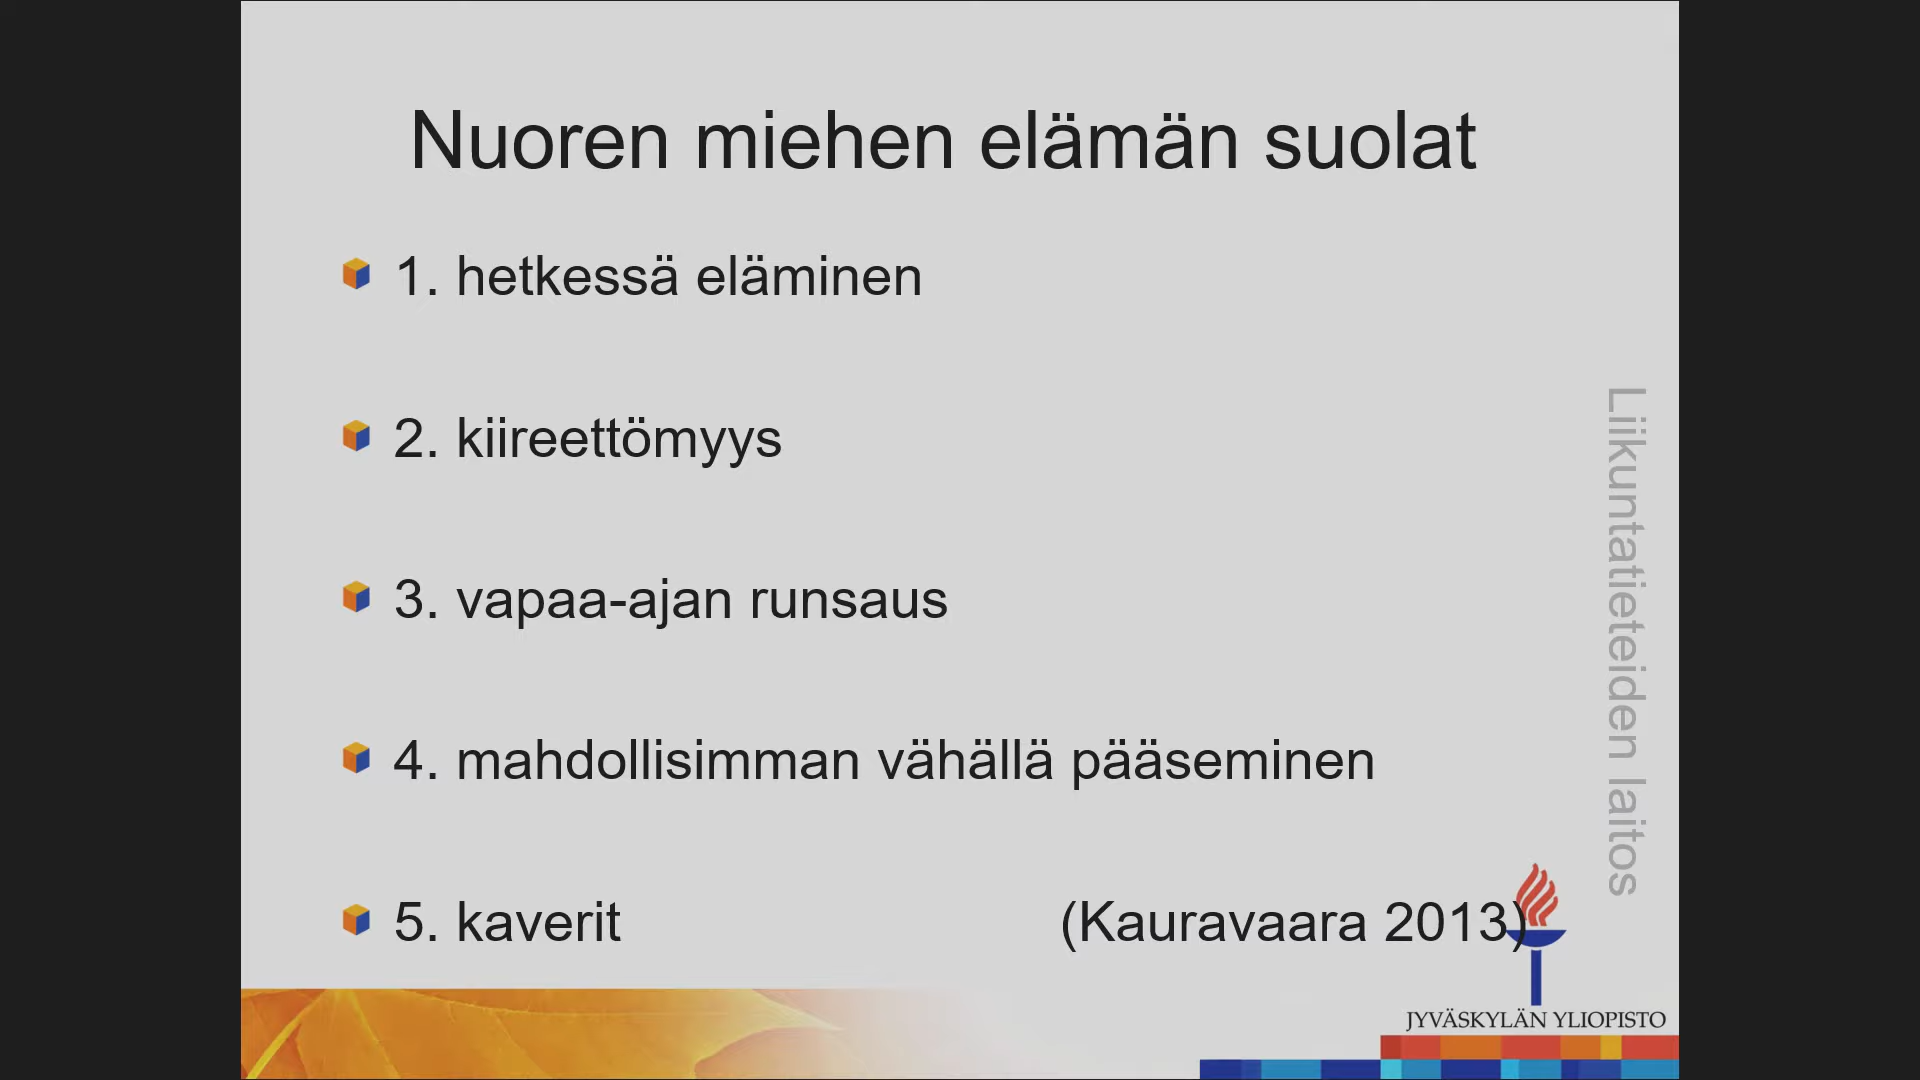 Nuoren miehen elämän suolat
1. hetkessä eläminen
2. kiireettömyys
3. vapaa-ajan runsaus
4. mahdollisimman vähällä pääseminen
5. kaverit (Kauravaara 2013)
Liikuntatieteiden laitos
JYVÄSKYLÄN YLIOPISTO